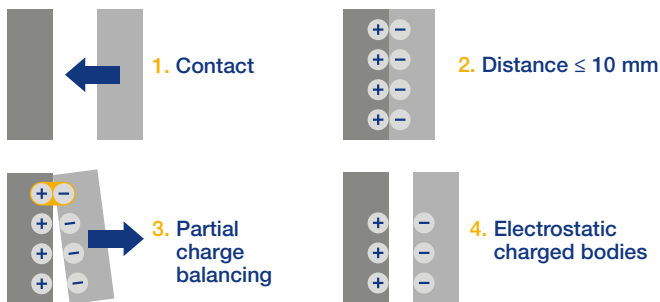 1. Contact
2. Distance ≤ 10 mm
+ −
+ −
+ −
+ −
3. Partial
charge
balancing
+ −
+ −
+ −
+ −
4. Electrostatic
charged bodies
+ −
+ −
+ −